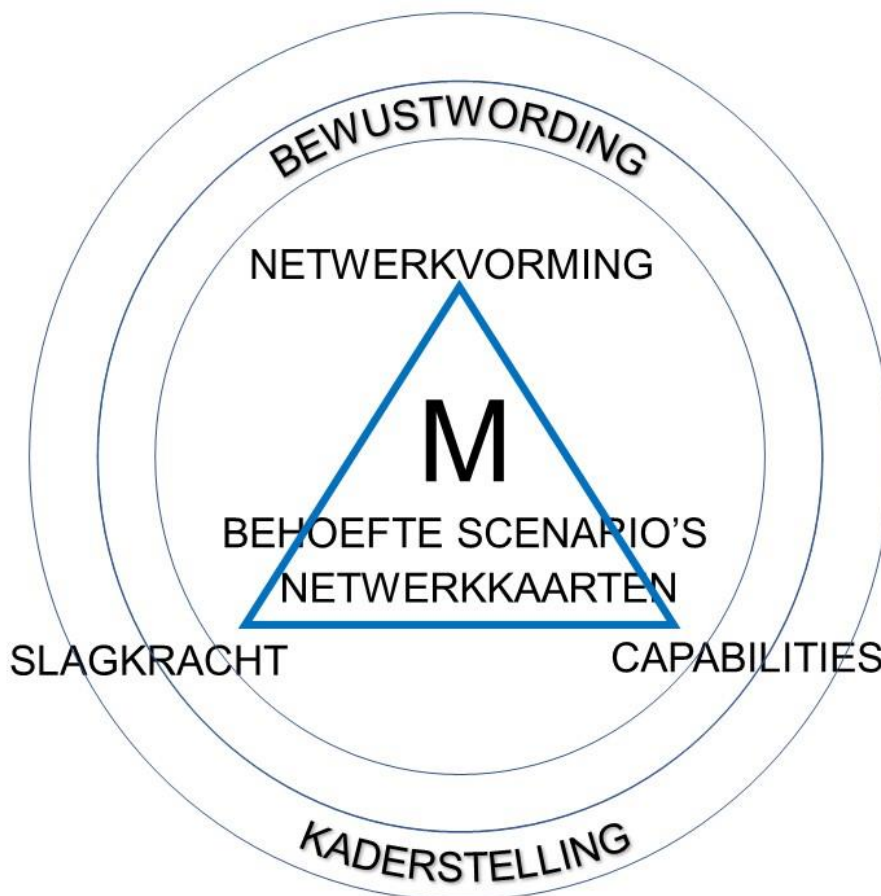 BEWUSTWORDING
NETWERKVORMING
M
BEHOEFTE SCENARIO'S
NETWERKKAARTEN
SLAGKRACHT
CAPABILITIES
KADERSTELLING